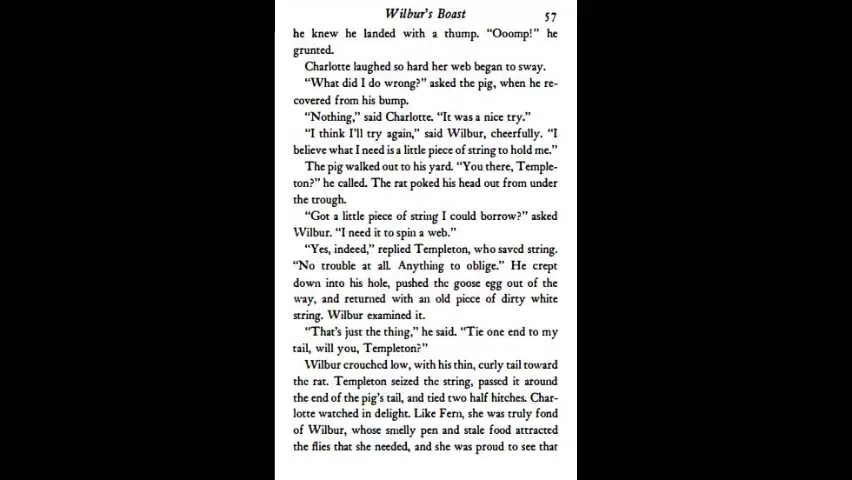 Wilbur's Boast 57
he knew he landed with a thump. “Ooomp!” he
grunted.
Charlotte laughed so hard her web began to sway.
“What did I do wrong?” asked the pig, when he re-
covered from his bump.
“Nothing,” said Charlotte. “It was a nice try.”
“I think I'll try again,” said Wilbur, cheerfully. “I
believe what I need is a little piece of string to hold me.”
The pig walked out to his yard. “You there, Temple-
ton?” he called. The rat poked his head out from under
the trough.
“Got a little piece of string I could borrow?” asked
Wilbur. “I need it to spin a web.”
“Yes, indeed,” replied Templeton, who saved string.
“No trouble at all. Anything to oblige.” He crept
down into his hole, pushed the goose egg out of the
way, and returned with an old piece of dirty white
string. Wilbur examined it.
“That's just the thing,” he said. “Tie one end to my
tail, will you, Templeton?”
Wilbur crouched low, with his thin, curly tail toward
the rat. Templeton seized the string, passed it around
the end of the pig's tail, and tied two half hitches. Char-
lotte watched in delight. Like Fern, she was truly fond
of Wilbur, whose smelly pen and stale food attracted
the flies that she needed, and she was proud to see that